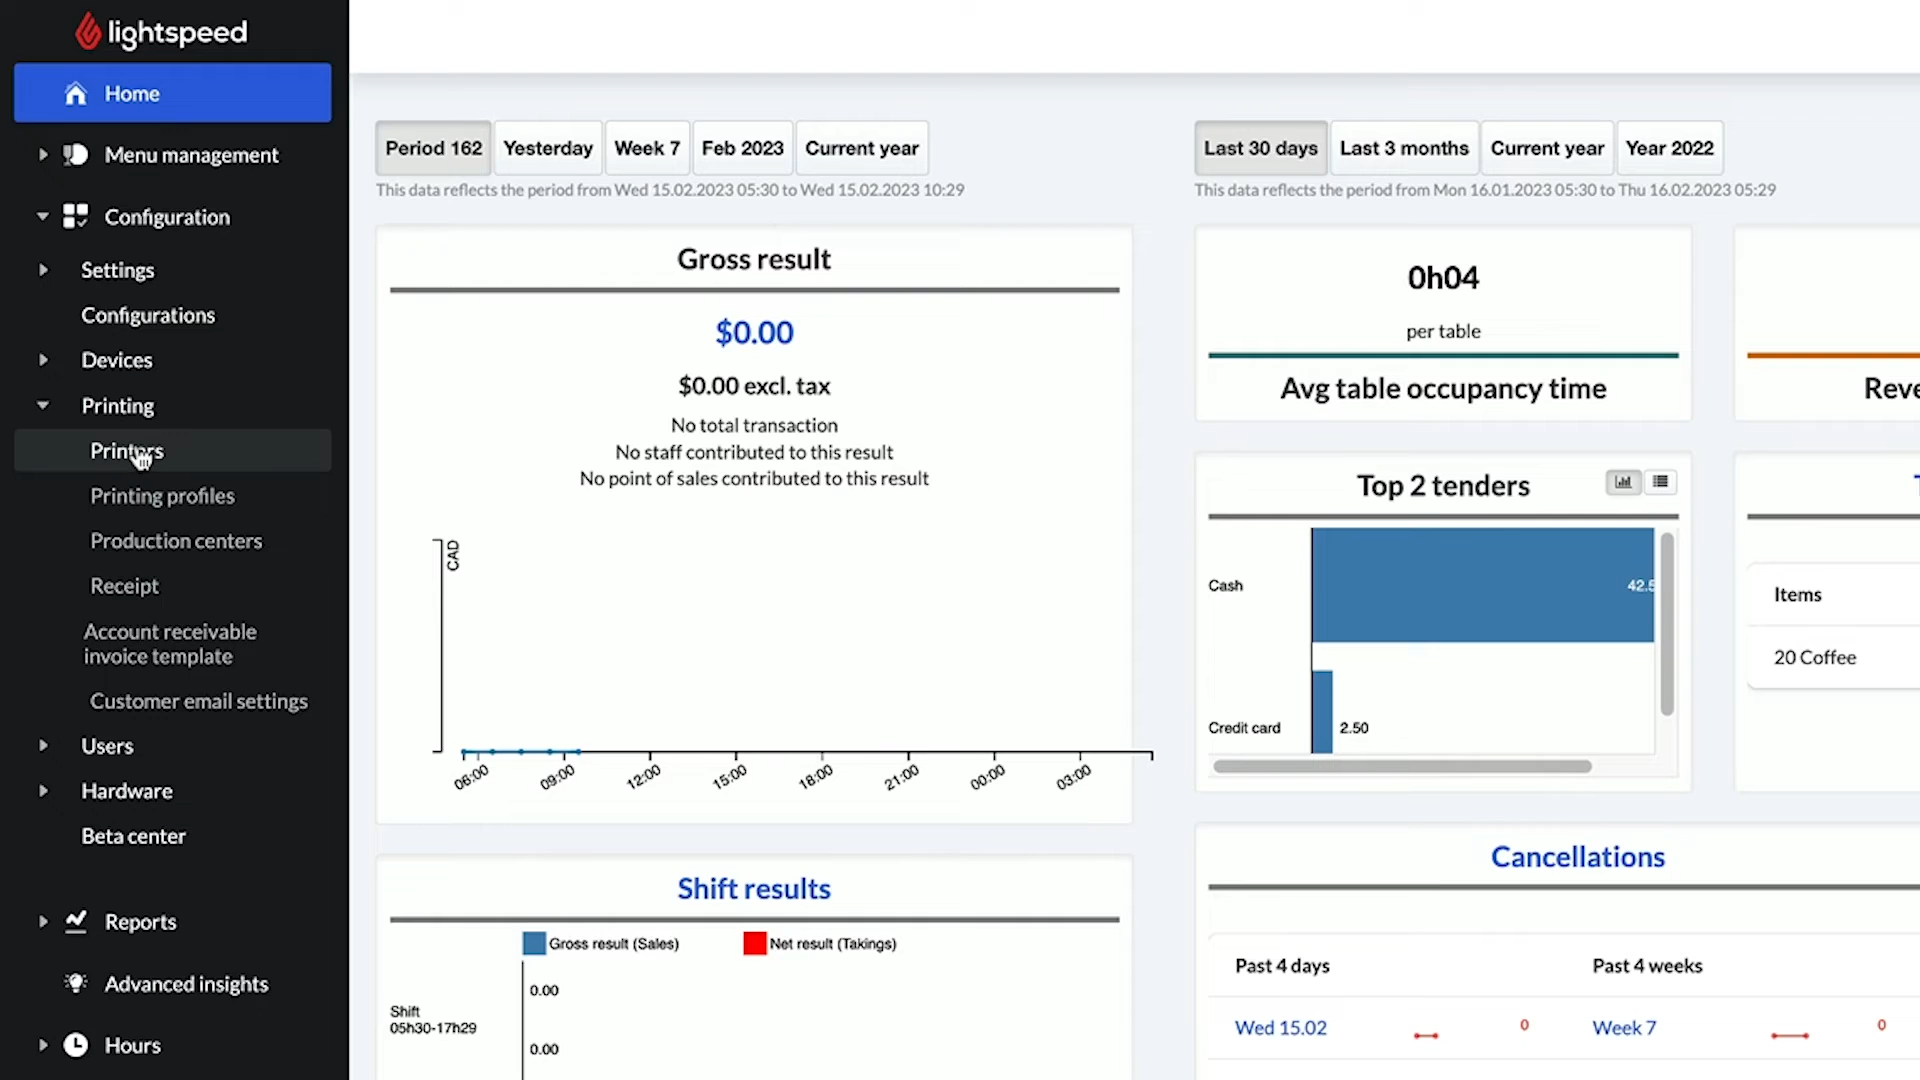 lightspeed
Home
Menu management
Configuration
Settings
Configurations
Devices
Printing
Printers
Printing profiles
Production centers
Receipt
Account receivable
invoice template
Customer email settings
Users
Hardware
Beta center
Reports
Advanced insights
Hours
Period 162
Yesterday
Week 7
Feb 2023
Current year
This data reflects the period from Wed 15.02.2023 05:30 to Wed 15.02.2023 10:29
Gross result
$0.00
$0.00 excl. tax
No total transaction
No staff contributed to this result
No point of sales contributed to this result
CAD
06:00
09:00
12:00
15:00
18:00
21:00
00:00
03:00
Shift results
Gross result (Sales)
Net result (Takings)
0.00
Shift
05h30-17h29
0.00
Last 30 days
Last 3 months
Current year
Year 2022
This data reflects the period from Mon 16.01.2023 05:30 to Thu 16.02.2023 05:29
0h04
per table
Avg table occupancy time
Reve
Top 2 tenders
Cash
42.5
Credit card
2.50
Items
20 Coffee
Cancellations
Past 4 days
Past 4 weeks
Wed 15.02
0
Week 7
0